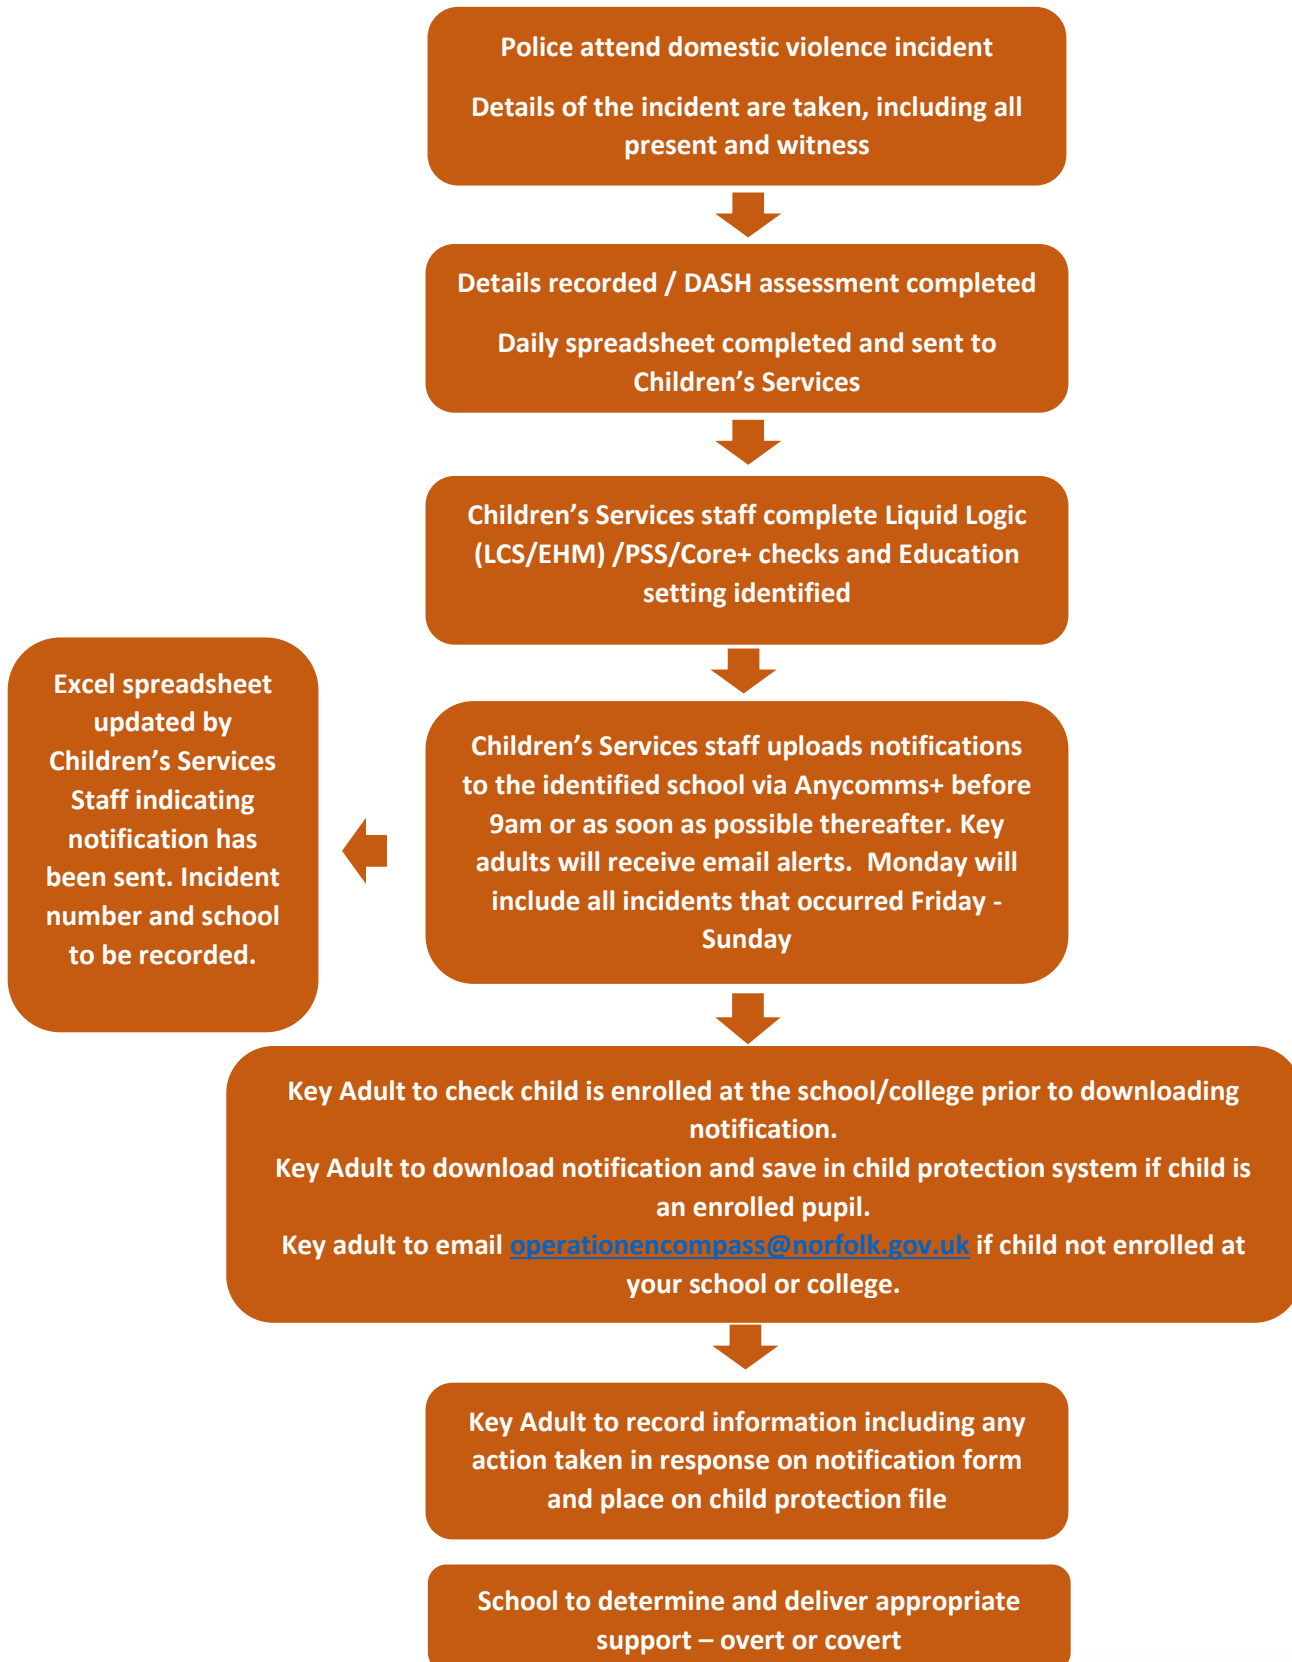 Police attend domestic violence incident
Details of the incident are taken, including all
present and witness
Details recorded / DASH assessment completed
Daily spreadsheet completed and sent to
Children’s Services
Children’s Services staff complete Liquid Logic
(LCS/EHM) /PSS/Core+ checks and Education
setting identified
Children’s Services staff uploads notifications
to the identified school via Anycomms+ before
9am or as soon as possible thereafter. Key
adults will receive email alerts.  Monday will
include all incidents that occurred Friday -
Sunday
Excel spreadsheet
updated by
Children’s Services
Staff indicating
notification has
been sent. Incident
number and school
to be recorded.
Key Adult to check child is enrolled at the school/college prior to downloading
notification.
Key Adult to download notification and save in child protection system if child is
an enrolled pupil.
Key adult to email operationencompass@norfolk.gov.uk if child not enrolled at
your school or college.
Key Adult to record information including any
action taken in response on notification form
and place on child protection file
School to determine and deliver appropriate
support – overt or covert